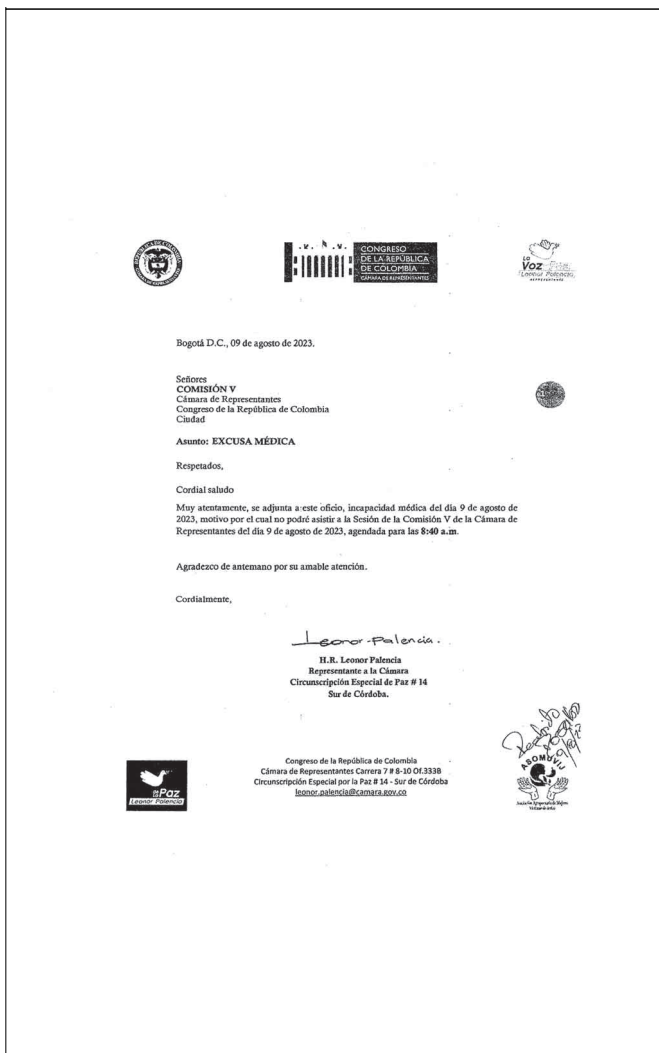 REPÚBLICA DE COLOMBIA
CONGRESO
DE LA REPÚBLICA
DE COLOMBIA
CÁMARA DE REPRESENTANTES
La
Voz
Leonor Palencia
REPRESENTANTE
Bogotá D.C., 09 de agosto de 2023.
Señores
COMISIÓN V
Cámara de Representantes
Congreso de la República de Colombia
Ciudad
Asunto: EXCUSA MÉDICA
Respetados,
Cordial saludo
Muy atentamente, se adjunta a este oficio, incapacidad médica del día 9 de agosto de
2023, motivo por el cual no podré asistir a la Sesión de la Comisión V de la Cámara de
Representantes del día 9 de agosto de 2023, agendada para las 8:40 a.m.
Agradezco de antemano por su amable atención.
Cordialmente,
Leonor Palencia.
H.R. Leonor Palencia
Representante a la Cámara
Circunscripción Especial de Paz # 14
Sur de Córdoba.
Congreso de la República de Colombia
Cámara de Representantes Carrera 7 # 8-10 Of.333B
Circunscripción Especial por la Paz # 14 - Sur de Córdoba
leonor.palencia@camara.gov.co
Paz
Leonor Palencia
ASOMUVIJ